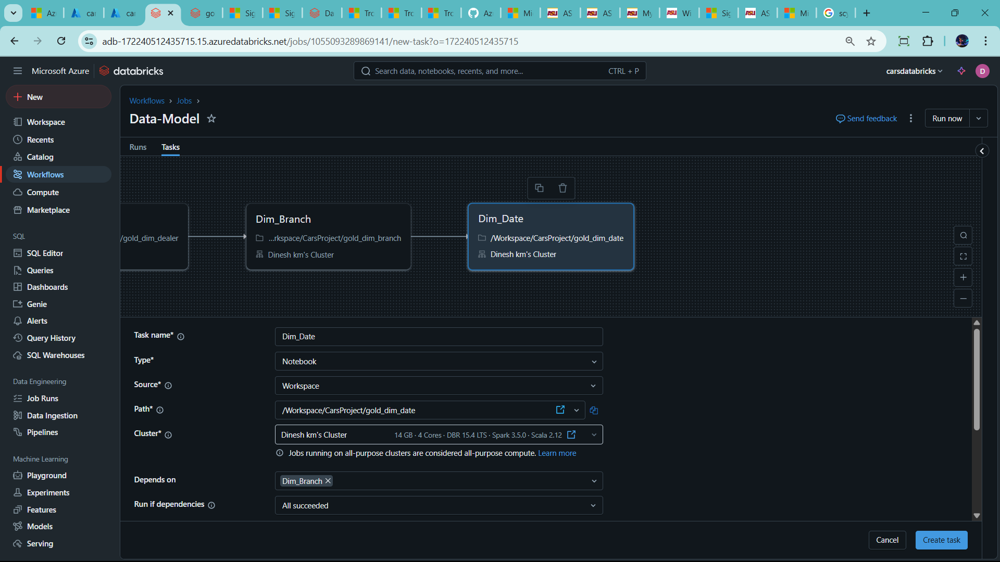 Az
car
car
go
Sig
Sig
Da
Tro
Tro
Tro
Az
Mi
AS
AS
My
Wi
Sig
AS
Mi
scy
adb-172240512435715.15.azuredatabricks.net/jobs/1055093289869141/new-task?o=172240512435715
Microsoft Azure
databricks
Search data, notebooks, recents, and more...
CTRL + P
carsdatabricks
D
New
Workspace
Recents
Catalog
Workflows
Compute
Marketplace
SQL
SQL Editor
Queries
Dashboards
Genie
Alerts
Query History
SQL Warehouses
Data Engineering
Job Runs
Data Ingestion
Pipelines
Machine Learning
Playground
Experiments
Features
Models
Serving
Workflows › Jobs ›
Data-Model
Send feedback
Run now
Runs
Tasks
/gold_dim_dealer
Dim_Branch
...rkspace/CarsProject/gold_dim_branch
Dinesh km's Cluster
Dim_Date
/Workspace/CarsProject/gold_dim_date
Dinesh km's Cluster
Task name*
Dim_Date
Type*
Notebook
Source*
Workspace
Path*
/Workspace/CarsProject/gold_dim_date
Cluster*
Dinesh km's Cluster
14 GB · 4 Cores · DBR 15.4 LTS · Spark 3.5.0 · Scala 2.12
Jobs running on all-purpose clusters are considered all-purpose compute. Learn more
Depends on
Dim_Branch
Run if dependencies
All succeeded
Cancel
Create task